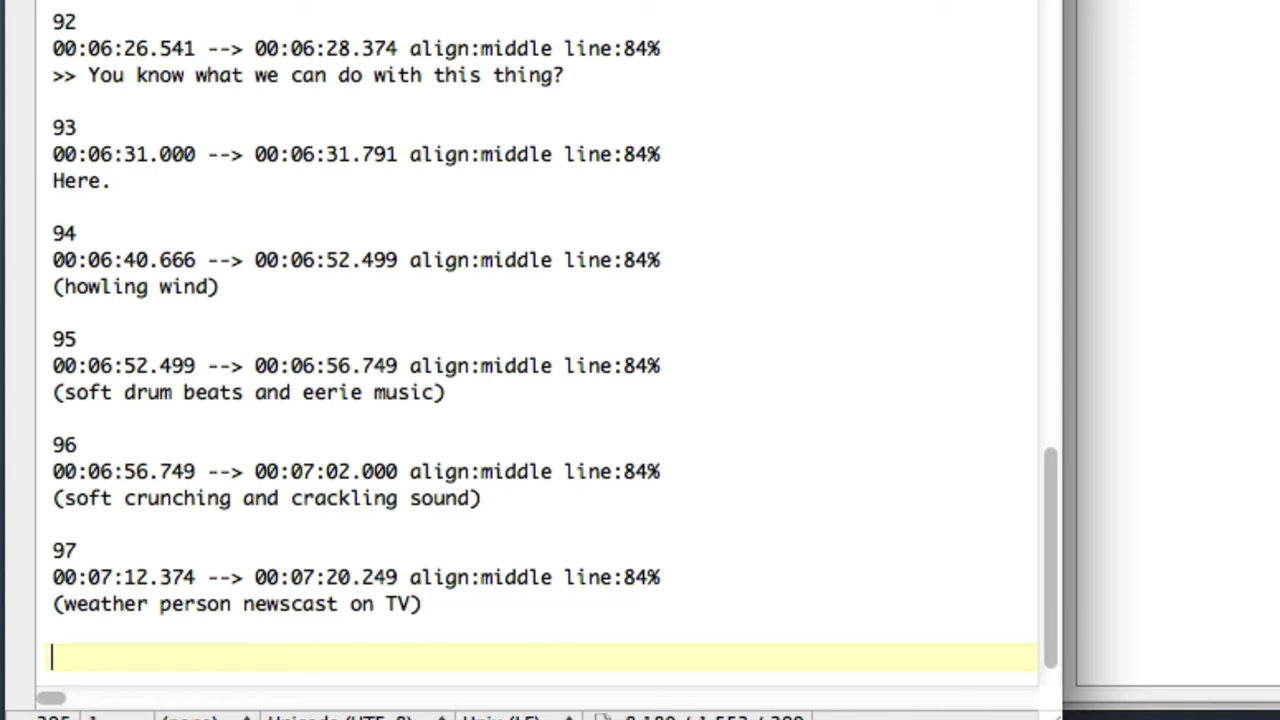 92
00:06:26.541 --> 00:06:28.374 align:middle line:84%
>> You know what we can do with this thing?
93
00:06:31.000 --> 00:06:31.791 align:middle line:84%
Here.
94
00:06:40.666 --> 00:06:52.499 align:middle line:84%
(howling wind)
95
00:06:52.499 --> 00:06:56.749 align:middle line:84%
(soft drum beats and eerie music)
96
00:06:56.749 --> 00:07:02.000 align:middle line:84%
(soft crunching and crackling sound)
97
00:07:12.374 --> 00:07:20.249 align:middle line:84%
(weather person newscast on TV)